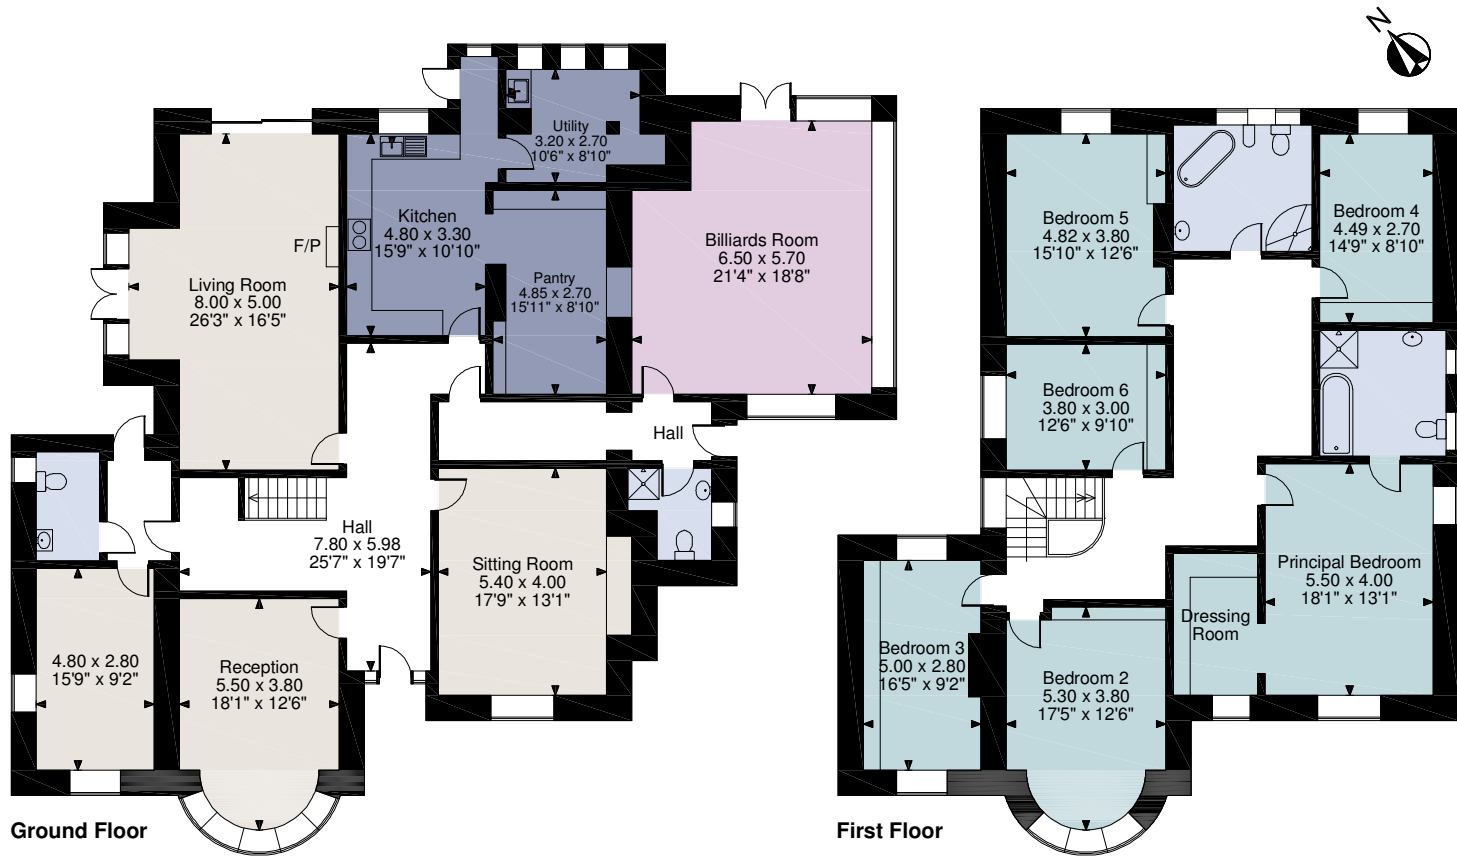 N
Utility
3.20 x 2.70
10'6" x 8'10"
Kitchen
4.80 x 3.30
15'9" x 10'10"
F/P
Living Room
8.00 x 5.00
26'3" x 16'5"
Pantry
4.85 x 2.70
15'11" x 8'10"
Billiards Room
6.50 x 5.70
21'4" x 18'8"
Hall
Hall
7.80 x 5.98
25'7" x 19'7"
Sitting Room
5.40 x 4.00
17'9" x 13'1"
4.80 x 2.80
15'9" x 9'2"
Reception
5.50 x 3.80
18'1" x 12'6"
Ground Floor
Bedroom 5
4.82 x 3.80
15'10" x 12'6"
Bedroom 4
4.49 x 2.70
14'9" x 8'10"
Bedroom 6
3.80 x 3.00
12'6" x 9'10"
Principal Bedroom
5.50 x 4.00
18'1" x 13'1"
Dressing
Room
Bedroom 3
5.00 x 2.80
16'5" x 9'2"
Bedroom 2
5.30 x 3.80
17'5" x 12'6"
First Floor